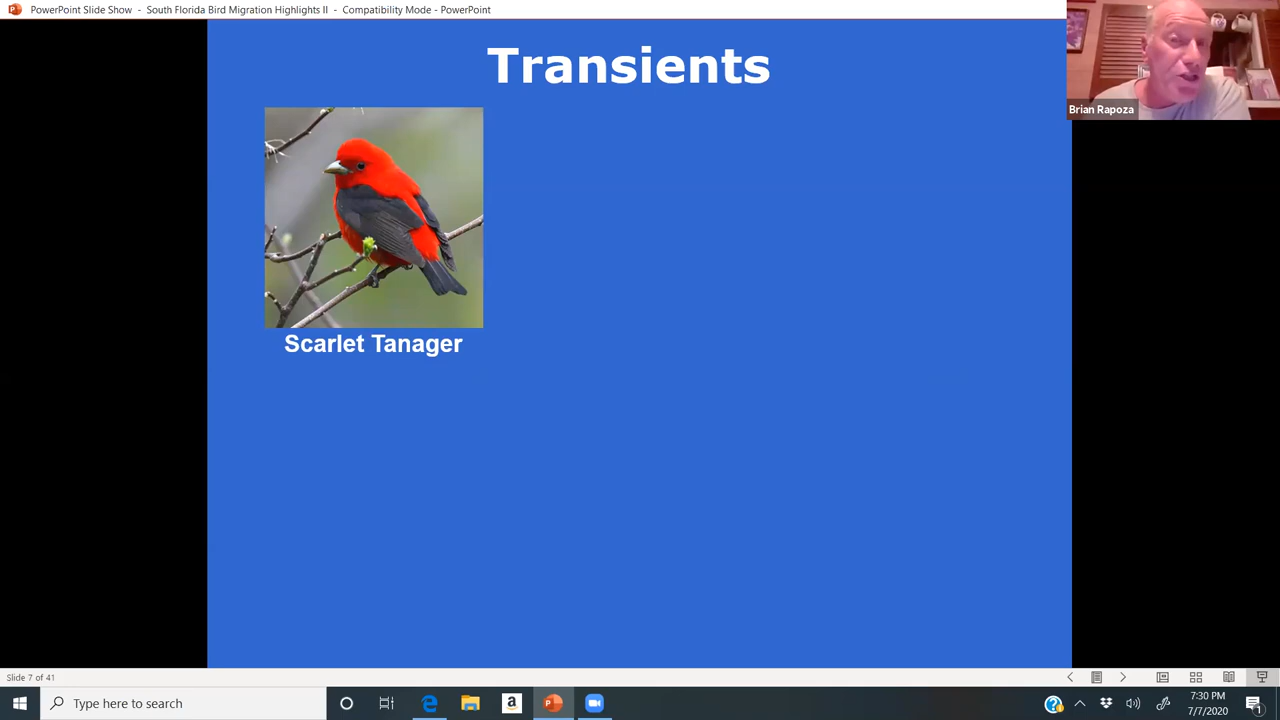 PowerPoint Slide Show - South Florida Bird Migration Highlights II - Compatibility Mode - PowerPoint
Transients
Brian Rapoza
Scarlet Tanager
Slide 7 of 41
Type here to search
7:30 PM
7/7/2020